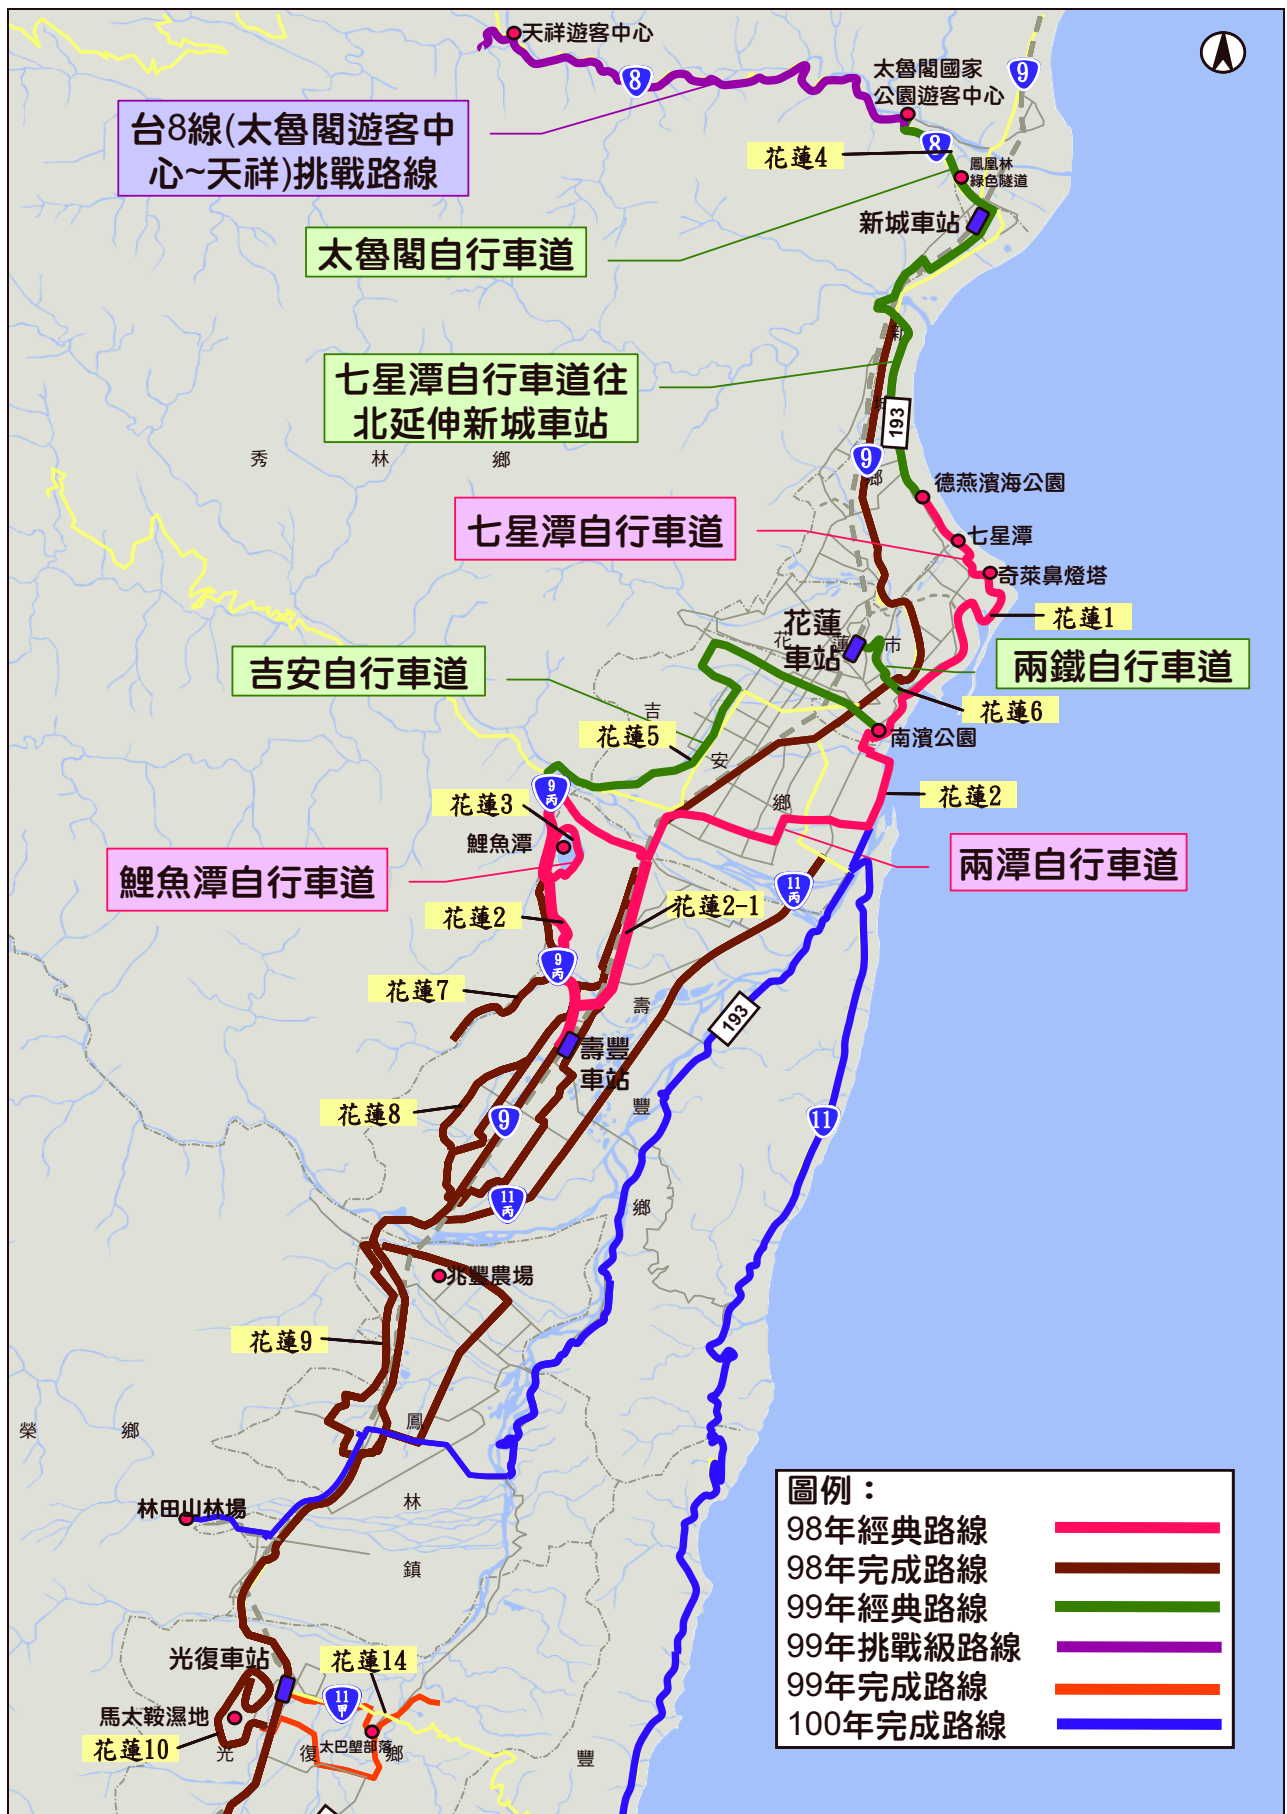 天祥遊客中心
太魯閣國家
公園遊客中心
9
8
台8線(太魯閣遊客中
心~天祥)挑戰路線
8
花蓮4
鳳凰林
綠色隧道
新城車站
太魯閣自行車道
新
七星潭自行車道往
北延伸新城車站
城
193
秀 林 鄉
9
鄉
德燕濱海公園
七星潭自行車道
七星潭
奇萊鼻燈塔
花蓮1
花蓮
車站
花 蓮 市
吉安自行車道
兩鐵自行車道
花蓮6
吉
花蓮5
南濱公園
安
9
丙
花蓮3
鄉
花蓮2
鯉魚潭
鯉魚潭自行車道
兩潭自行車道
11
丙
花蓮2
花蓮2-1
9
丙
花蓮7
壽
193
壽豐
車站
花蓮8
豐
9
11
11
丙
鄉
兆豐農場
花蓮9
鳳
榮 鄉
林田山林場
林
鎮
圖例：
98年經典路線
98年完成路線
99年經典路線
99年挑戰級路線
99年完成路線
100年完成路線
光復車站
花蓮14
11
甲
馬太鞍濕地
花蓮10
太巴塱部落
光 復 鄉
豐